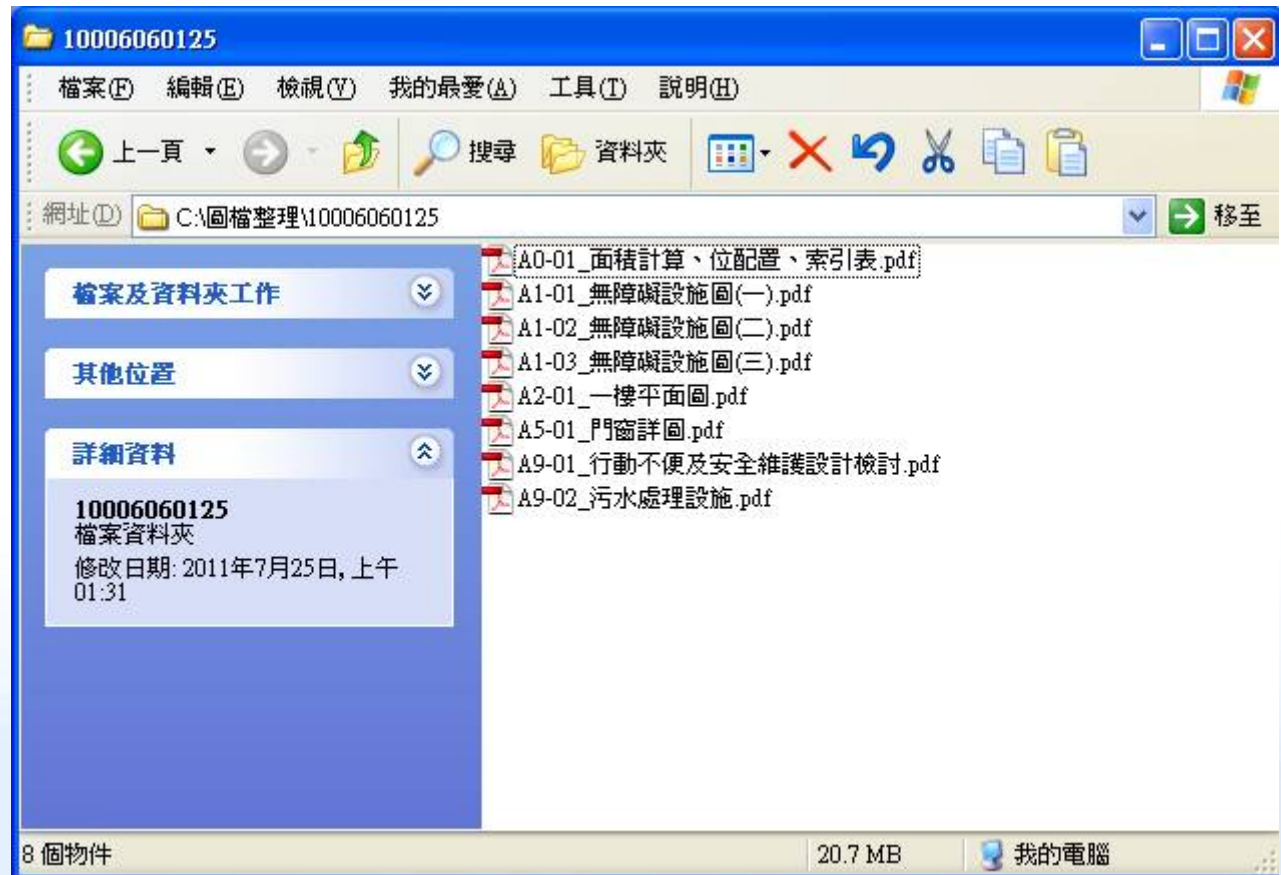 10006060125
檔案(F) 編輯(E) 檢視(V) 我的最愛(A) 工具(T) 說明(H)
上一頁 搜尋 資料夾
網址(D) C:\圖檔整理\10006060125 移至
檔案及資料夾工作
其他位置
詳細資料
10006060125
檔案資料夾
修改日期: 2011年7月25日, 上午
01:31
A0-01_面積計算、位配置、索引表.pdf
A1-01_無障礙設施圖(一).pdf
A1-02_無障礙設施圖(二).pdf
A1-03_無障礙設施圖(三).pdf
A2-01_一樓平面圖.pdf
A5-01_門窗詳圖.pdf
A9-01_行動不便及安全維護設計檢討.pdf
A9-02_污水處理設施.pdf
8 個物件 20.7 MB 我的電腦